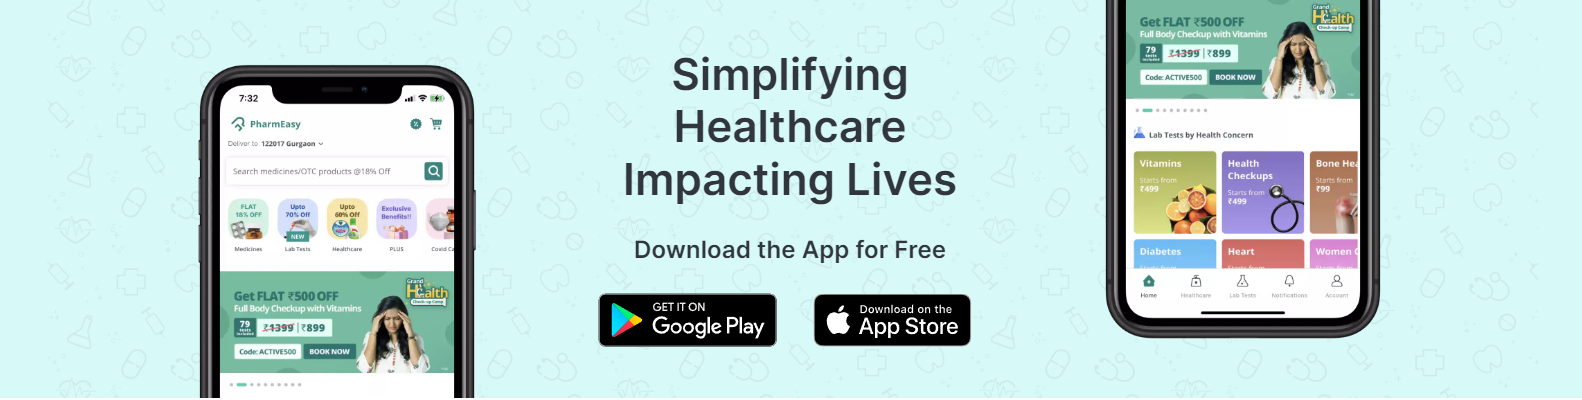 7:32
PharmEasy
Deliver to 122017 Gurgaon
Search medicines/OTC products @18% Off
FLAT
18% OFF
Medicines
Upto
70% Off
NEW
Lab Tests
Upto
60% Off
Healthcare
Exclusive
Benefits!!
PLUS
Covid Ca
Grand
Health
Check-up Camp
Get FLAT ₹500 OFF
Full Body Checkup with Vitamins
79
TESTS
INCLUDED
₹1399 | ₹899
Code: ACTIVE500
BOOK NOW
Simplifying
Healthcare
Impacting Lives
Download the App for Free
GET IT ON
Google Play
Download on the
App Store
Grand
Health
Check-up Camp
Get FLAT ₹500 OFF
Full Body Checkup with Vitamins
79
TESTS
INCLUDED
₹1399 | ₹899
Code: ACTIVE500
BOOK NOW
Lab Tests by Health Concern
Vitamins
Starts from
₹499
Health
Checkups
Starts from
₹499
Bone Hea
Starts from
₹99
Diabetes
Starts from
Heart
Starts from
Women C
Starts from
Home
Healthcare
Lab Tests
Notifications
Account